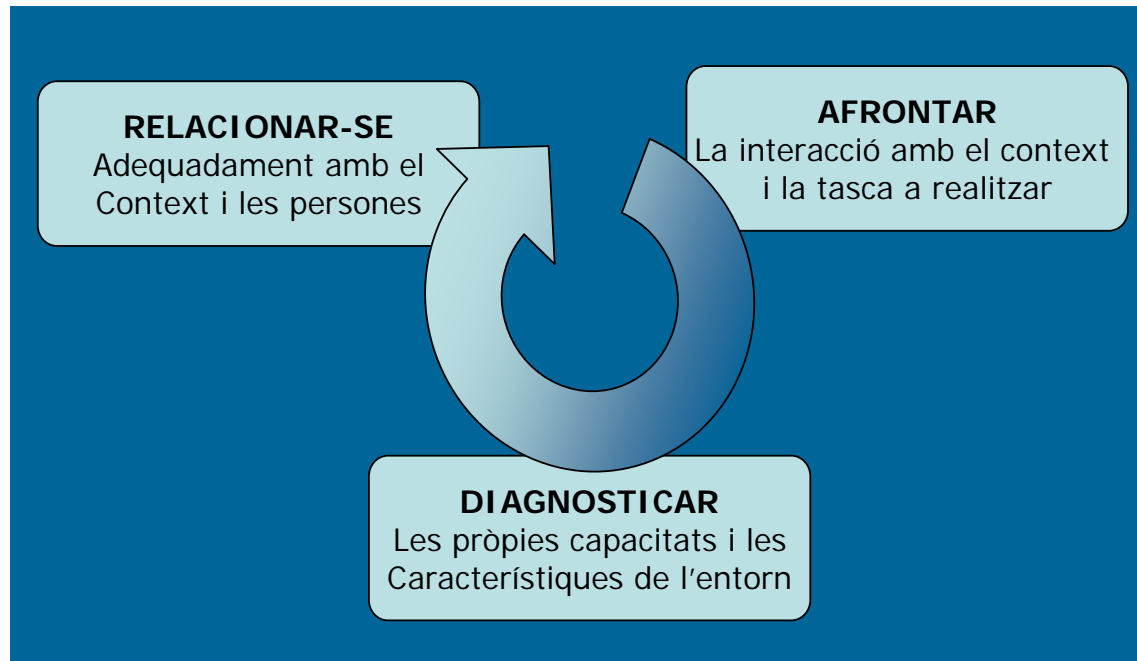 RELACIONAR-SE
Adequadament amb el
Context i les persones
AFRONTAR
La interacció amb el context
i la tasca a realitzar
DIAGNOSTICAR
Les pròpies capacitats i les
Característiques de l'entorn